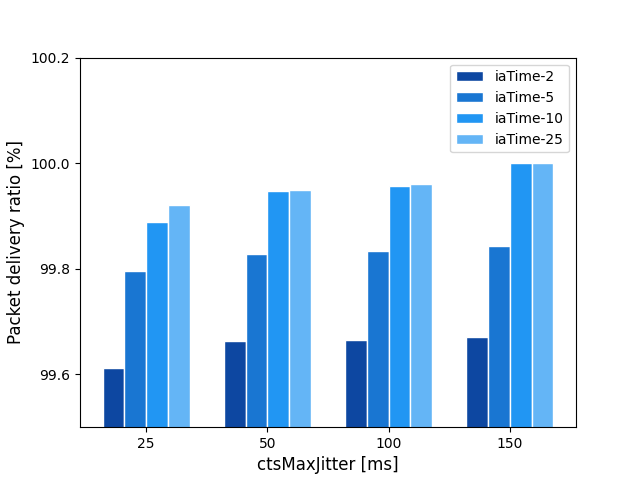 100.2
100.0
99.8
99.6
Packet delivery ratio [%]
iaTime-2
iaTime-5
iaTime-10
iaTime-25
25 50 100 150
ctsMaxJitter [ms]